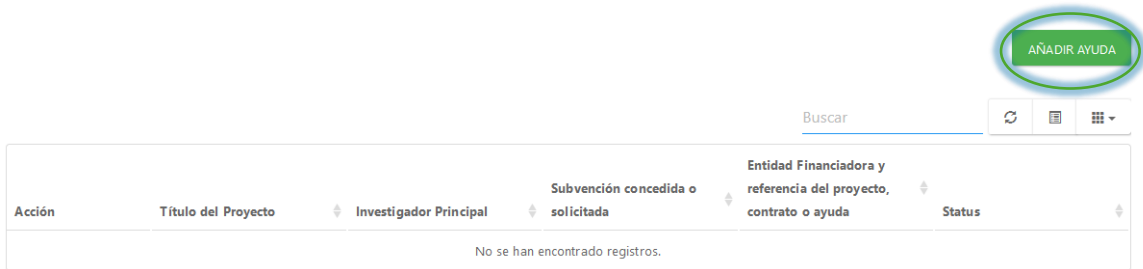 AÑADIR AYUDA
Buscar
Entidad Financiadora y
Subvención concedida o referencia del proyecto,
Acción Título del Proyecto Investigador Principal solicitada contrato o ayuda Status
No se han encontrado registros.